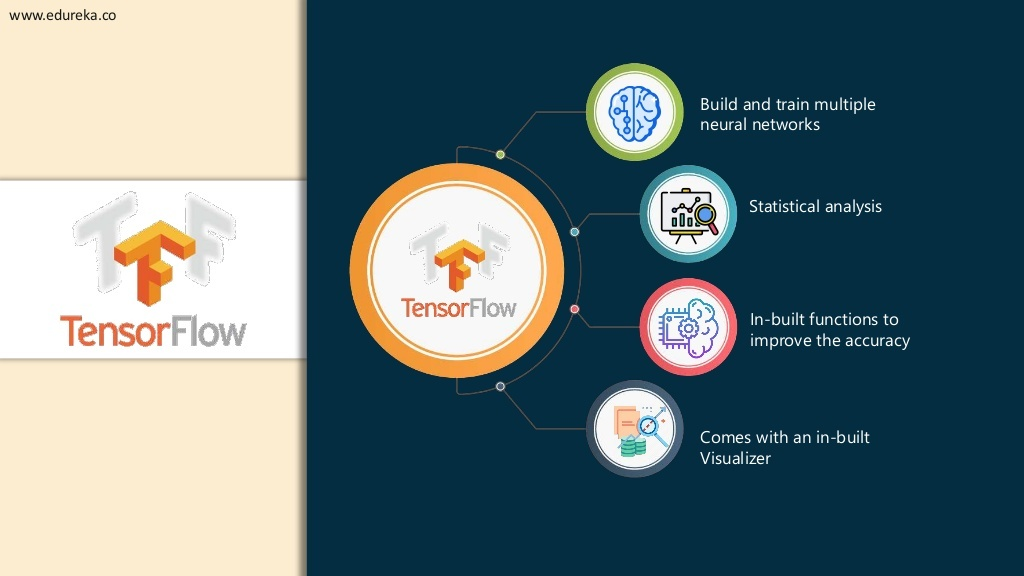 www.edureka.co
TensorFlow
TensorFlow
Build and train multiple
neural networks
Statistical analysis
In-built functions to
improve the accuracy
Comes with an in-built
Visualizer